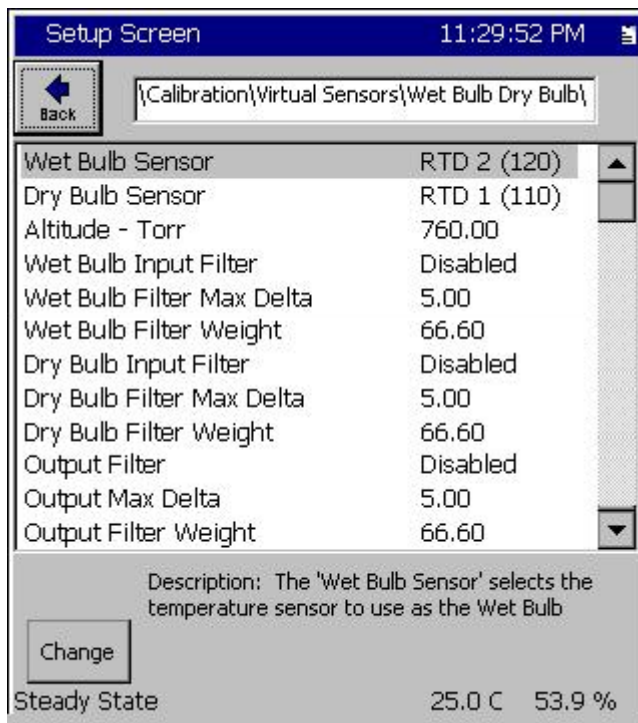 Setup Screen 11:29:52 PM
Back
\Calibration\Virtual Sensors\Wet Bulb Dry Bulb\
Wet Bulb Sensor RTD 2 (120)
Dry Bulb Sensor RTD 1 (110)
Altitude - Torr 760.00
Wet Bulb Input Filter Disabled
Wet Bulb Filter Max Delta 5.00
Wet Bulb Filter Weight 66.60
Dry Bulb Input Filter Disabled
Dry Bulb Filter Max Delta 5.00
Dry Bulb Filter Weight 66.60
Output Filter Disabled
Output Max Delta 5.00
Output Filter Weight 66.60
Description: The 'Wet Bulb Sensor' selects the
temperature sensor to use as the Wet Bulb
Change
Steady State 25.0 C 53.9 %